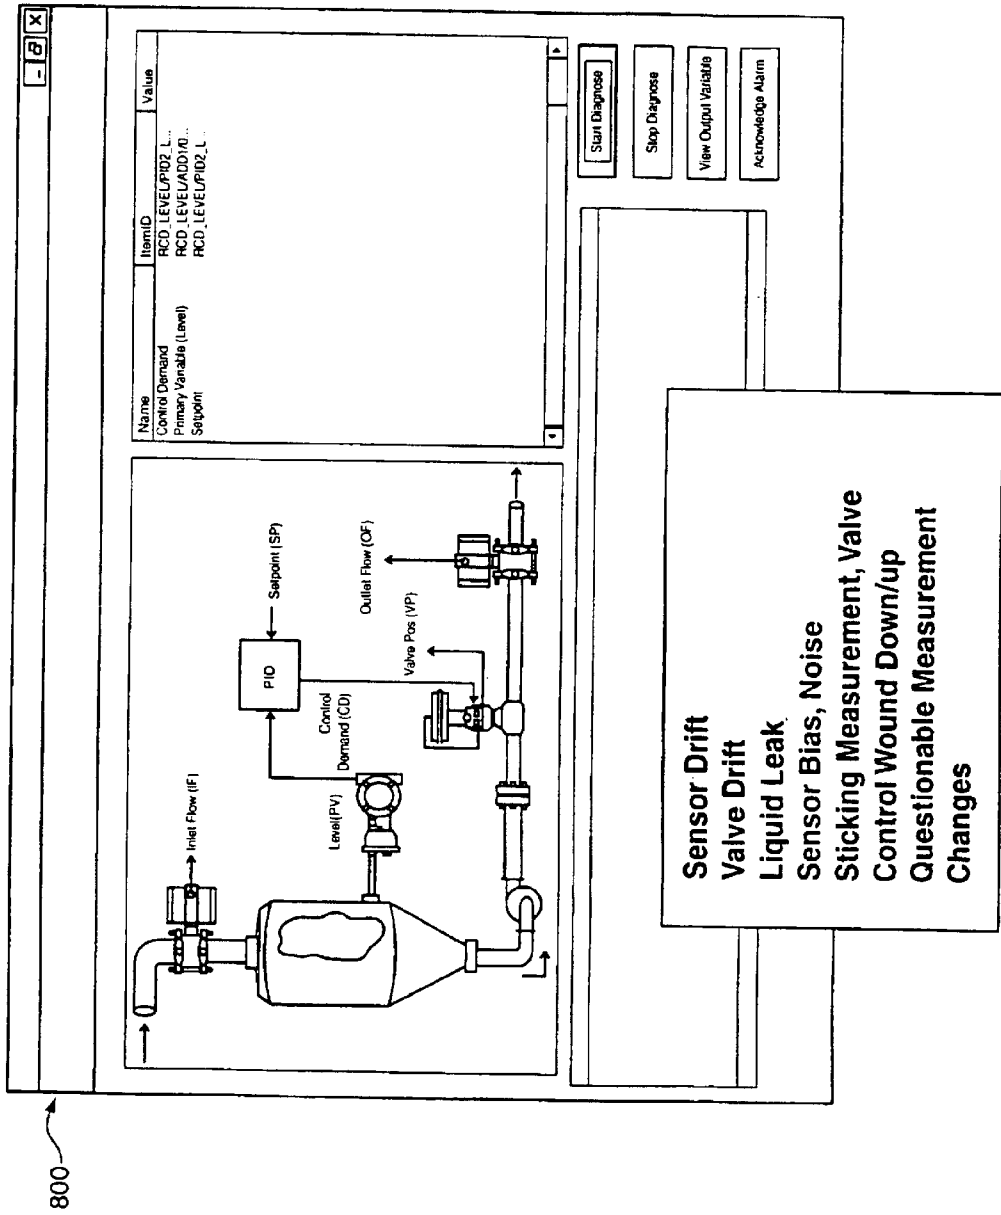 800
Inlet Flow (IF)
Level(PV)
Control
Demand (CD)
PID
Setpoint (SP)
Valve Pos (VP)
Outlet Flow (OF)
Name ItemID Value
Control Demand RCD_LEVEL/PID2_L...
Primary Variable (Level) RCD_LEVEL/ADD1/0...
Setpoint RCD_LEVEL/PID2_L...
Start Diagnose
Stop Diagnose
View Output Variable
Acknowledge Alarm
Sensor Drift
Valve Drift
Liquid Leak
Sensor Bias, Noise
Sticking Measurement, Valve
Control Wound Down/up
Questionable Measurement
Changes